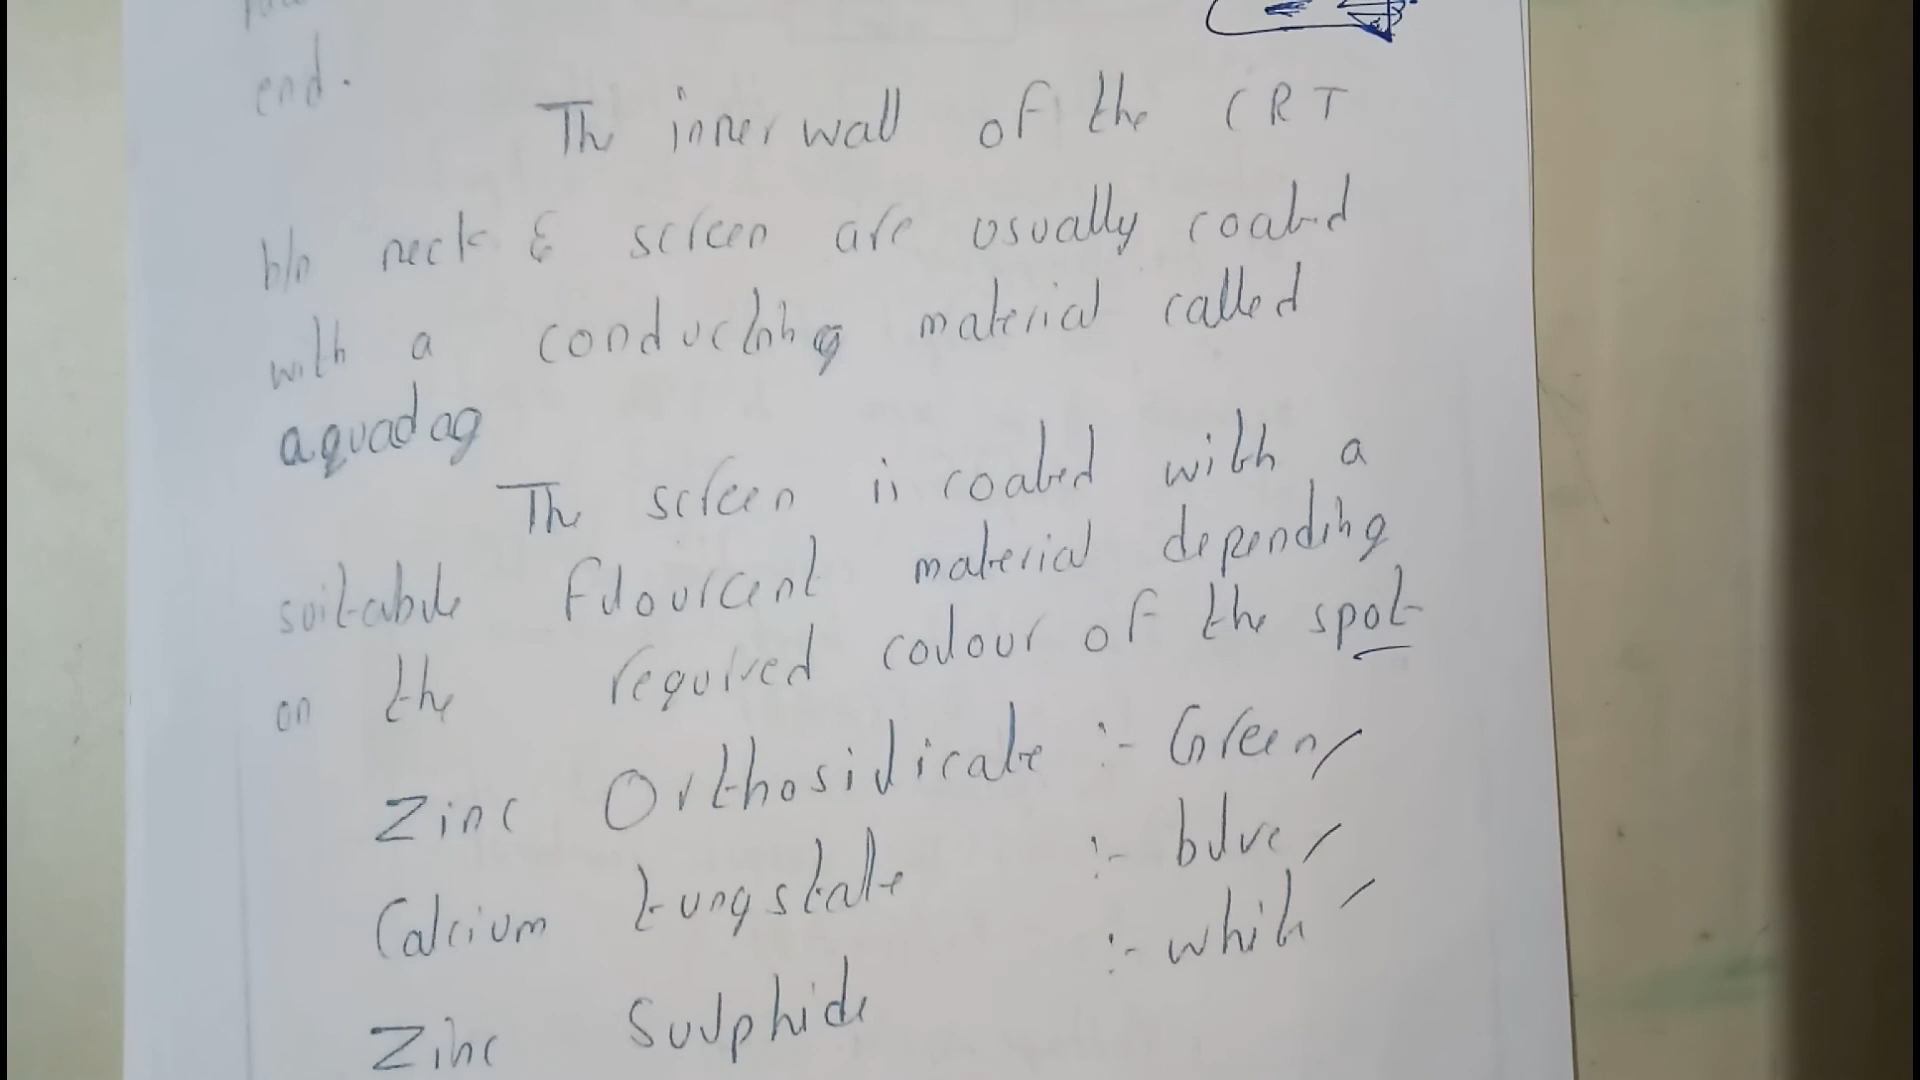 end.
The inner wall of the CRT
b/n neck & screen are usually coated
with a conducting material called
aquadag
The screen is coated with a
suitable fluourcent material depending
on the required colour of the spot
Zinc Orthosilicate :- Green
Calcium tungstate :- blue
Zinc Sulphide :- white